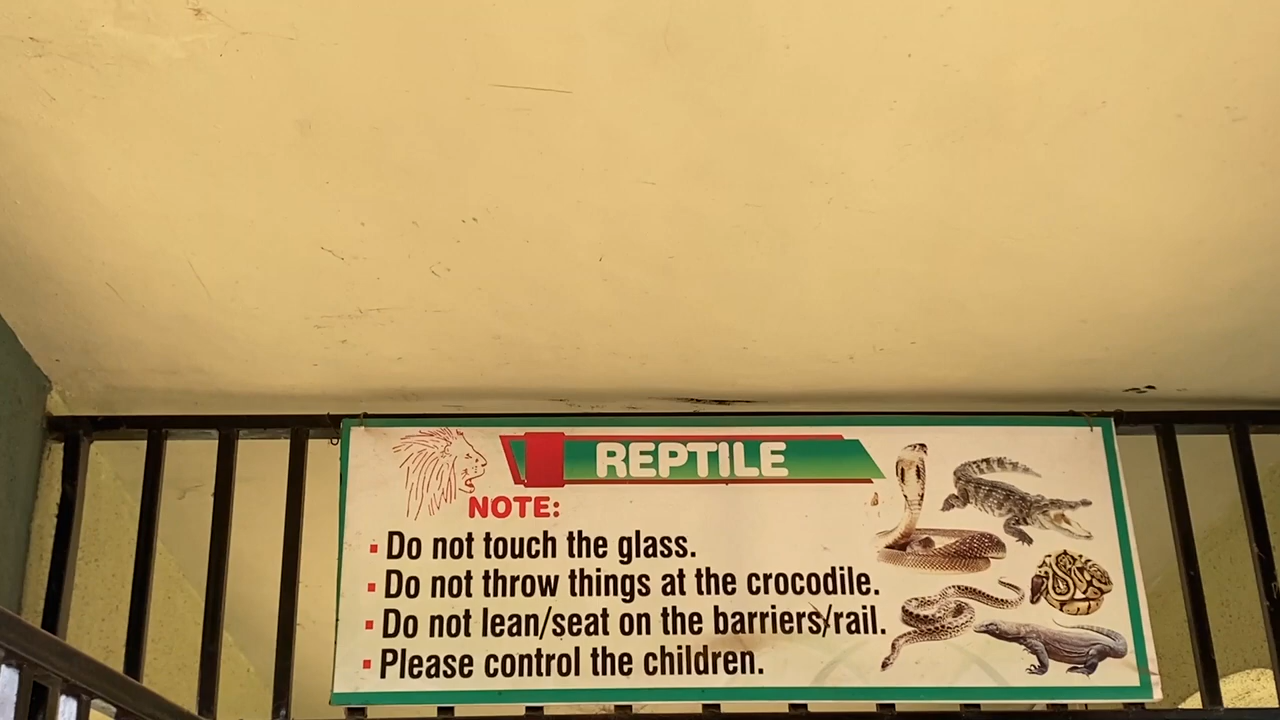 REPTILE
NOTE:
Do not touch the glass.
Do not throw things at the crocodile.
Do not lean/seat on the barriers/rail.
Please control the children.